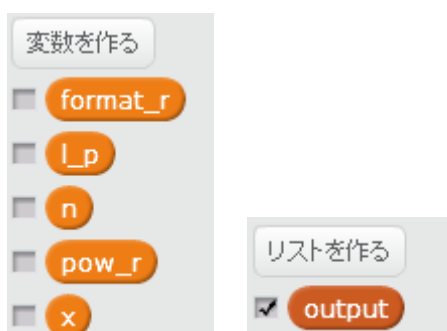 変数を作る
format_r
l_p
n
pow_r
x
リストを作る
output